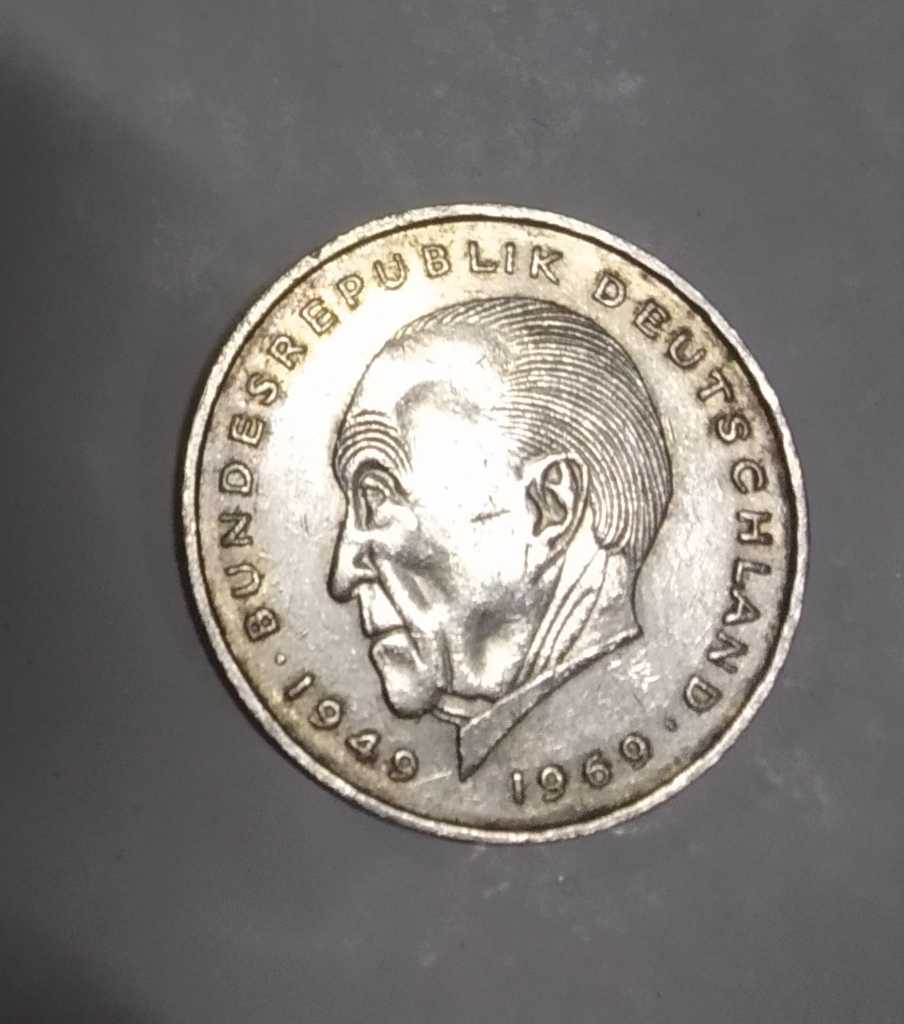 BUNDESREPUBLIK DEUTSCHLAND
· 1949
1969 ·